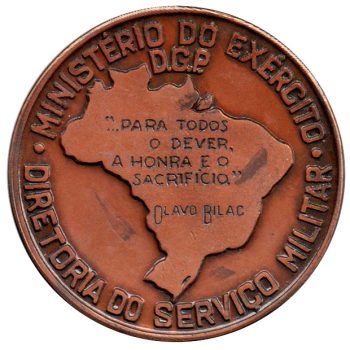 • MINISTÉRIO DO EXÉRCITO •
D.G.P.
"...PARA TODOS
O DEVER,
A HONRA E O
SACRIFÍCIO."
OLAVO BILAC
DIRETORIA DO SERVIÇO MILITAR